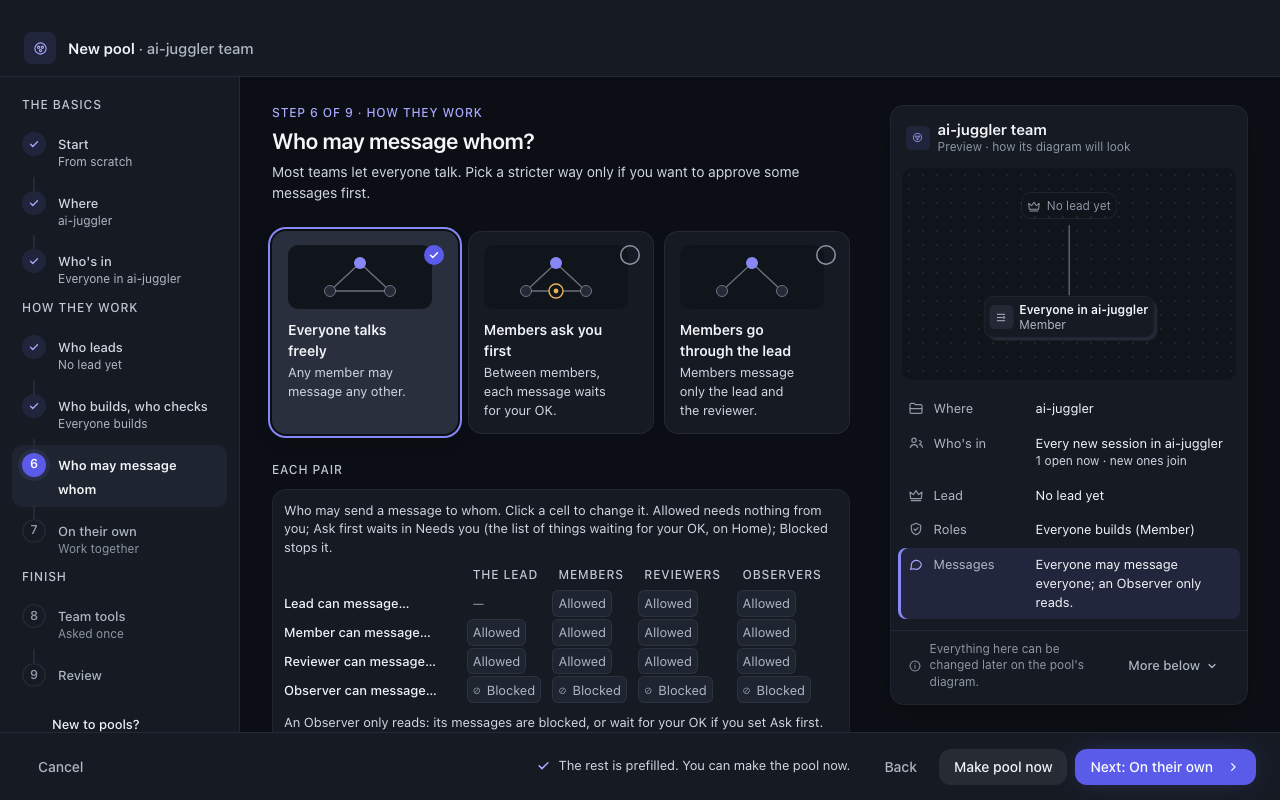 New pool · ai-juggler team
THE BASICS
Start
From scratch
Where
ai-juggler
Who's in
Everyone in ai-juggler
HOW THEY WORK
Who leads
No lead yet
Who builds, who checks
Everyone builds
6
Who may message
whom
7
On their own
Work together
FINISH
8
Team tools
Asked once
9
Review
New to pools?
STEP 6 OF 9 · HOW THEY WORK
Who may message whom?
Most teams let everyone talk. Pick a stricter way only if you want to approve some
messages first.
Everyone talks
freely
Any member may
message any other.
Members ask you
first
Between members,
each message waits
for your OK.
Members go
through the lead
Members message
only the lead and
the reviewer.
EACH PAIR
Who may send a message to whom. Click a cell to change it. Allowed needs nothing from
you; Ask first waits in Needs you (the list of things waiting for your OK, on Home); Blocked
stops it.
THE LEAD MEMBERS REVIEWERS OBSERVERS
Lead can message... — Allowed Allowed Allowed
Member can message... Allowed Allowed Allowed Allowed
Reviewer can message... Allowed Allowed Allowed Allowed
Observer can message... Blocked Blocked Blocked Blocked
An Observer only reads: its messages are blocked, or wait for your OK if you set Ask first.
ai-juggler team
Preview · how its diagram will look
No lead yet
Everyone in ai-juggler
Member
Where ai-juggler
Who's in Every new session in ai-juggler
1 open now · new ones join
Lead No lead yet
Roles Everyone builds (Member)
Messages Everyone may message
everyone; an Observer only
reads.
Everything here can be
changed later on the pool's
diagram.
More below
Cancel
The rest is prefilled. You can make the pool now.
Back
Make pool now
Next: On their own